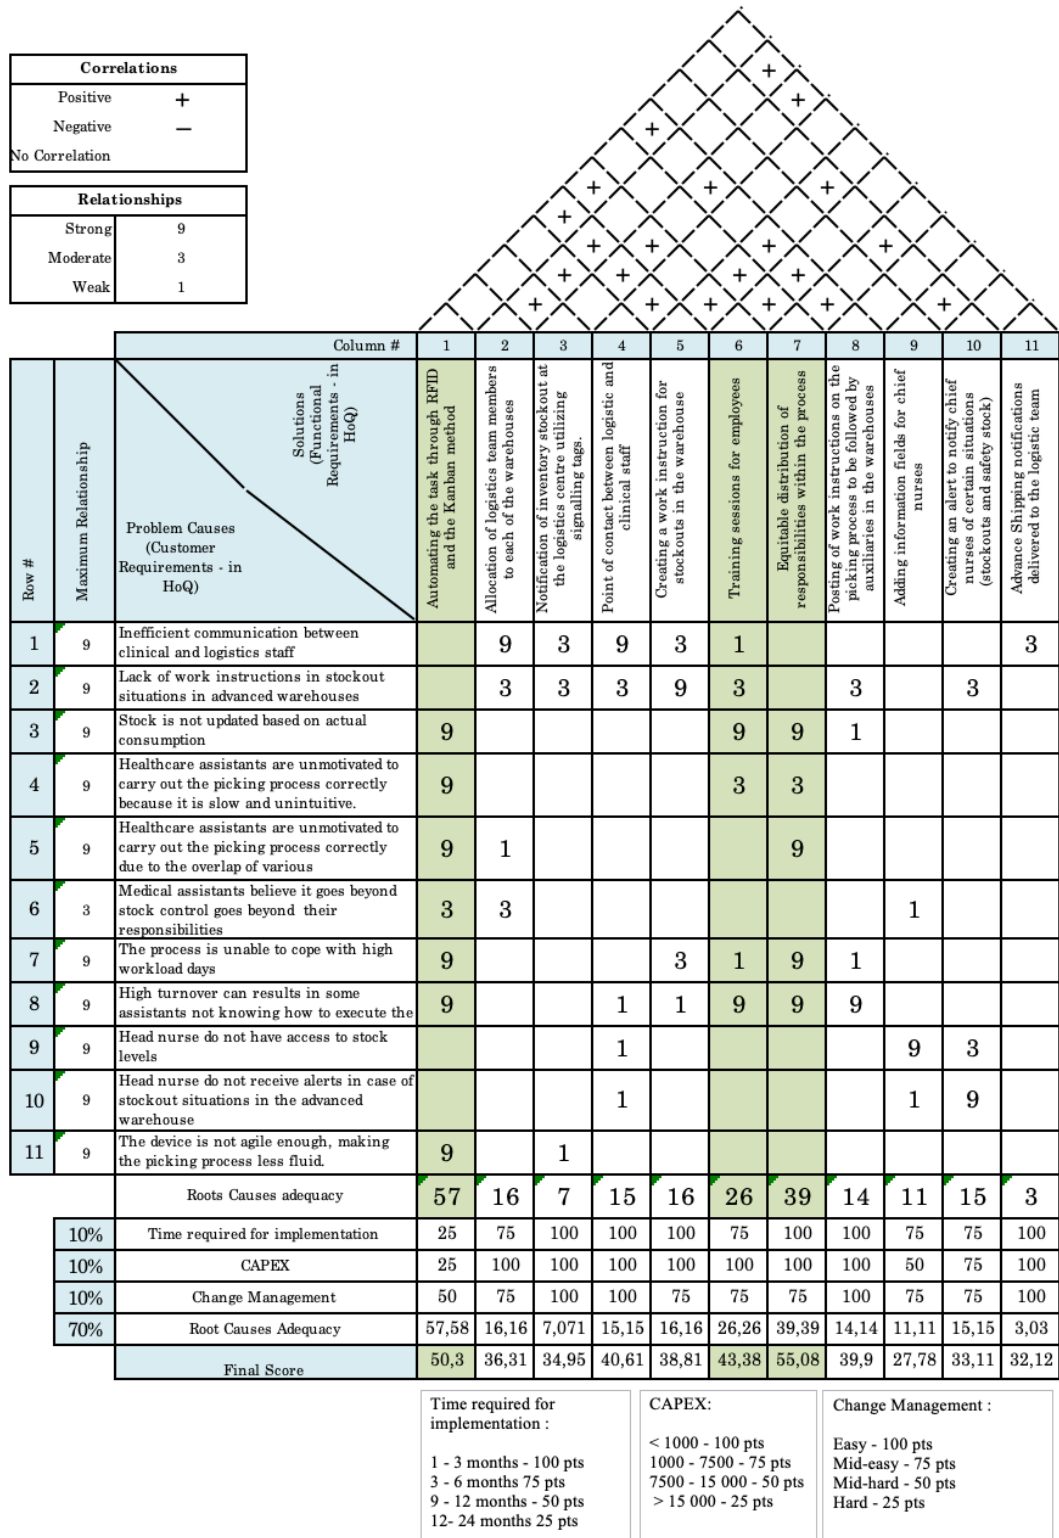 Correlations
Positive +
Negative −
No Correlation
Relationships
Strong 9
Moderate 3
Weak 1
+
+
+
+ + +
+
+ + + +
+ + + +
+ + + + + + +
Column # 1 2 3 4 5 6 7 8 9 10 11
Row #
Maximum Relationship
Solutions
(Functional
Requirements - in
HoQ)
Problem Causes
(Customer
Requirements - in
HoQ)
Automating the task through RFID
and the Kanban method
Allocation of logistics team members
to each of the warehouses
Notification of inventory stockout at
the logistics centre utilizing
signalling tags.
Point of contact between logistic and
clinical staff
Creating a work instruction for
stockouts in the warehouse
Training sessions for employees
Equitable distribution of
responsibilities within the process
Posting of work instructions on the
picking process to be followed by
auxiliaries in the warehouses
Adding information fields for chief
nurses
Creating an alert to notify chief
nurses of certain situations
(stockouts and safety stock)
Advance Shipping notifications
delivered to the logistic team
1 9 Inefficient communication between
clinical and logistics staff
9 3 9 3 1 3
2 9 Lack of work instructions in stockout
situations in advanced warehouses
3 3 3 9 3 3 3
3 9 Stock is not updated based on actual
consumption
9 9 9 1
4 9 Healthcare assistants are unmotivated to
carry out the picking process correctly
because it is slow and unintuitive.
9 3 3
5 9 Healthcare assistants are unmotivated to
carry out the picking process correctly
due to the overlap of various
9 1 9
6 3 Medical assistants believe it goes beyond
stock control goes beyond their
responsibilities
3 3 1
7 9 The process is unable to cope with high
workload days
9 3 1 9 1
8 9 High turnover can results in some
assistants not knowing how to execute the
9 1 1 9 9 9
9 9 Head nurse do not have access to stock
levels
1 9 3
10 9 Head nurse do not receive alerts in case of
stockout situations in the advanced
warehouse
1 1 9
11 9 The device is not agile enough, making
the picking process less fluid.
9 1
Roots Causes adequacy 57 16 7 15 16 26 39 14 11 15 3
10% Time required for implementation 25 75 100 100 100 75 100 100 75 75 100
10% CAPEX 25 100 100 100 100 100 100 100 50 75 100
10% Change Management 50 75 100 100 75 75 75 100 75 75 100
70% Root Causes Adequacy 57,58 16,16 7,071 15,15 16,16 26,26 39,39 14,14 11,11 15,15 3,03
Final Score 50,3 36,31 34,95 40,61 38,81 43,38 55,08 39,9 27,78 33,11 32,12
Time required for
implementation :
1 - 3 months - 100 pts
3 - 6 months 75 pts
9 - 12 months - 50 pts
12- 24 months 25 pts
CAPEX:
< 1000 - 100 pts
1000 - 7500 - 75 pts
7500 - 15 000 - 50 pts
> 15 000 - 25 pts
Change Management :
Easy - 100 pts
Mid-easy - 75 pts
Mid-hard - 50 pts
Hard - 25 pts